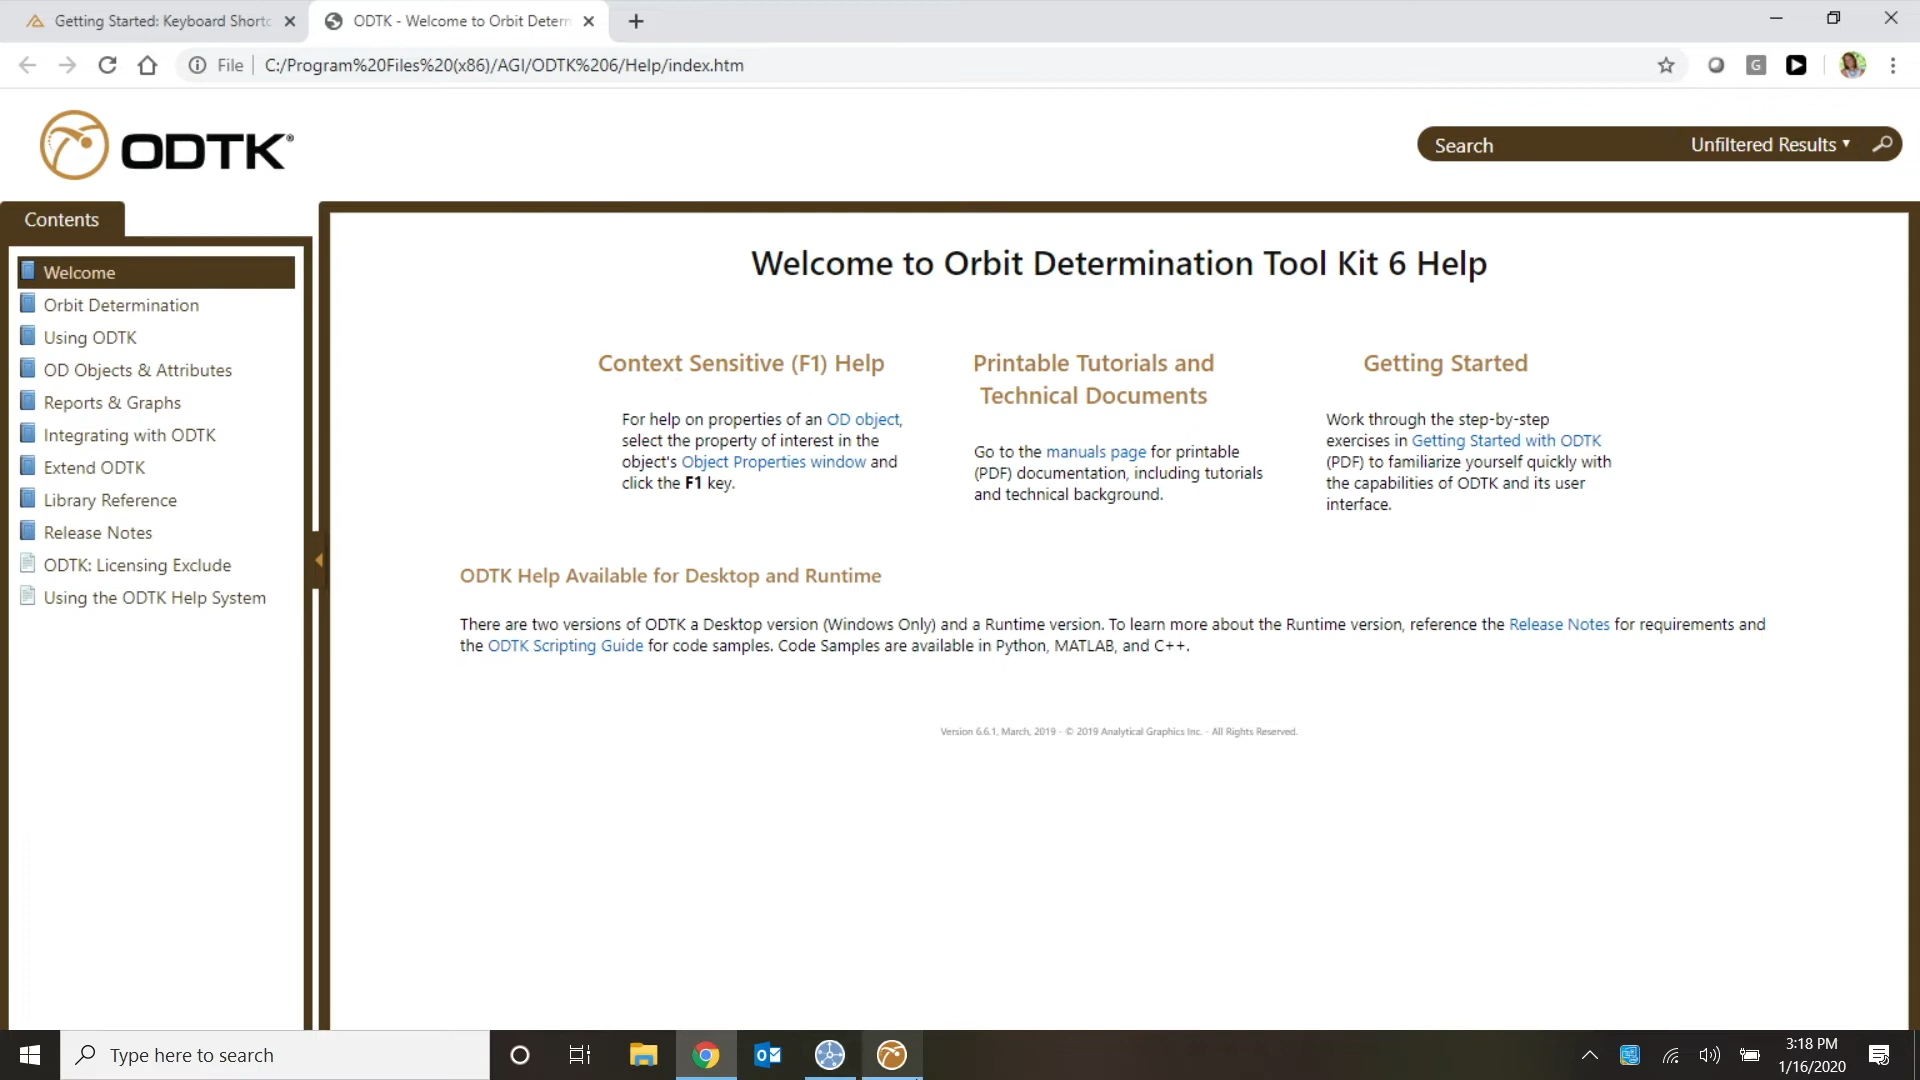 Getting Started: Keyboard Shortc
ODTK - Welcome to Orbit Determ
File
C:/Program%20Files%20(x86)/AGI/ODTK%206/Help/index.htm
G
ODTK®
Search
Unfiltered Results
Contents
Welcome
Orbit Determination
Using ODTK
OD Objects & Attributes
Reports & Graphs
Integrating with ODTK
Extend ODTK
Library Reference
Release Notes
ODTK: Licensing Exclude
Using the ODTK Help System
Welcome to Orbit Determination Tool Kit 6 Help
Context Sensitive (F1) Help
For help on properties of an OD object,
select the property of interest in the
object's Object Properties window and
click the F1 key.
Printable Tutorials and
Technical Documents
Go to the manuals page for printable
(PDF) documentation, including tutorials
and technical background.
Getting Started
Work through the step-by-step
exercises in Getting Started with ODTK
(PDF) to familiarize yourself quickly with
the capabilities of ODTK and its user
interface.
ODTK Help Available for Desktop and Runtime
There are two versions of ODTK a Desktop version (Windows Only) and a Runtime version. To learn more about the Runtime version, reference the Release Notes for requirements and
the ODTK Scripting Guide for code samples. Code Samples are available in Python, MATLAB, and C++.
Version 6.6.1, March, 2019 - © 2019 Analytical Graphics Inc. - All Rights Reserved.
Type here to search
3:18 PM
1/16/2020